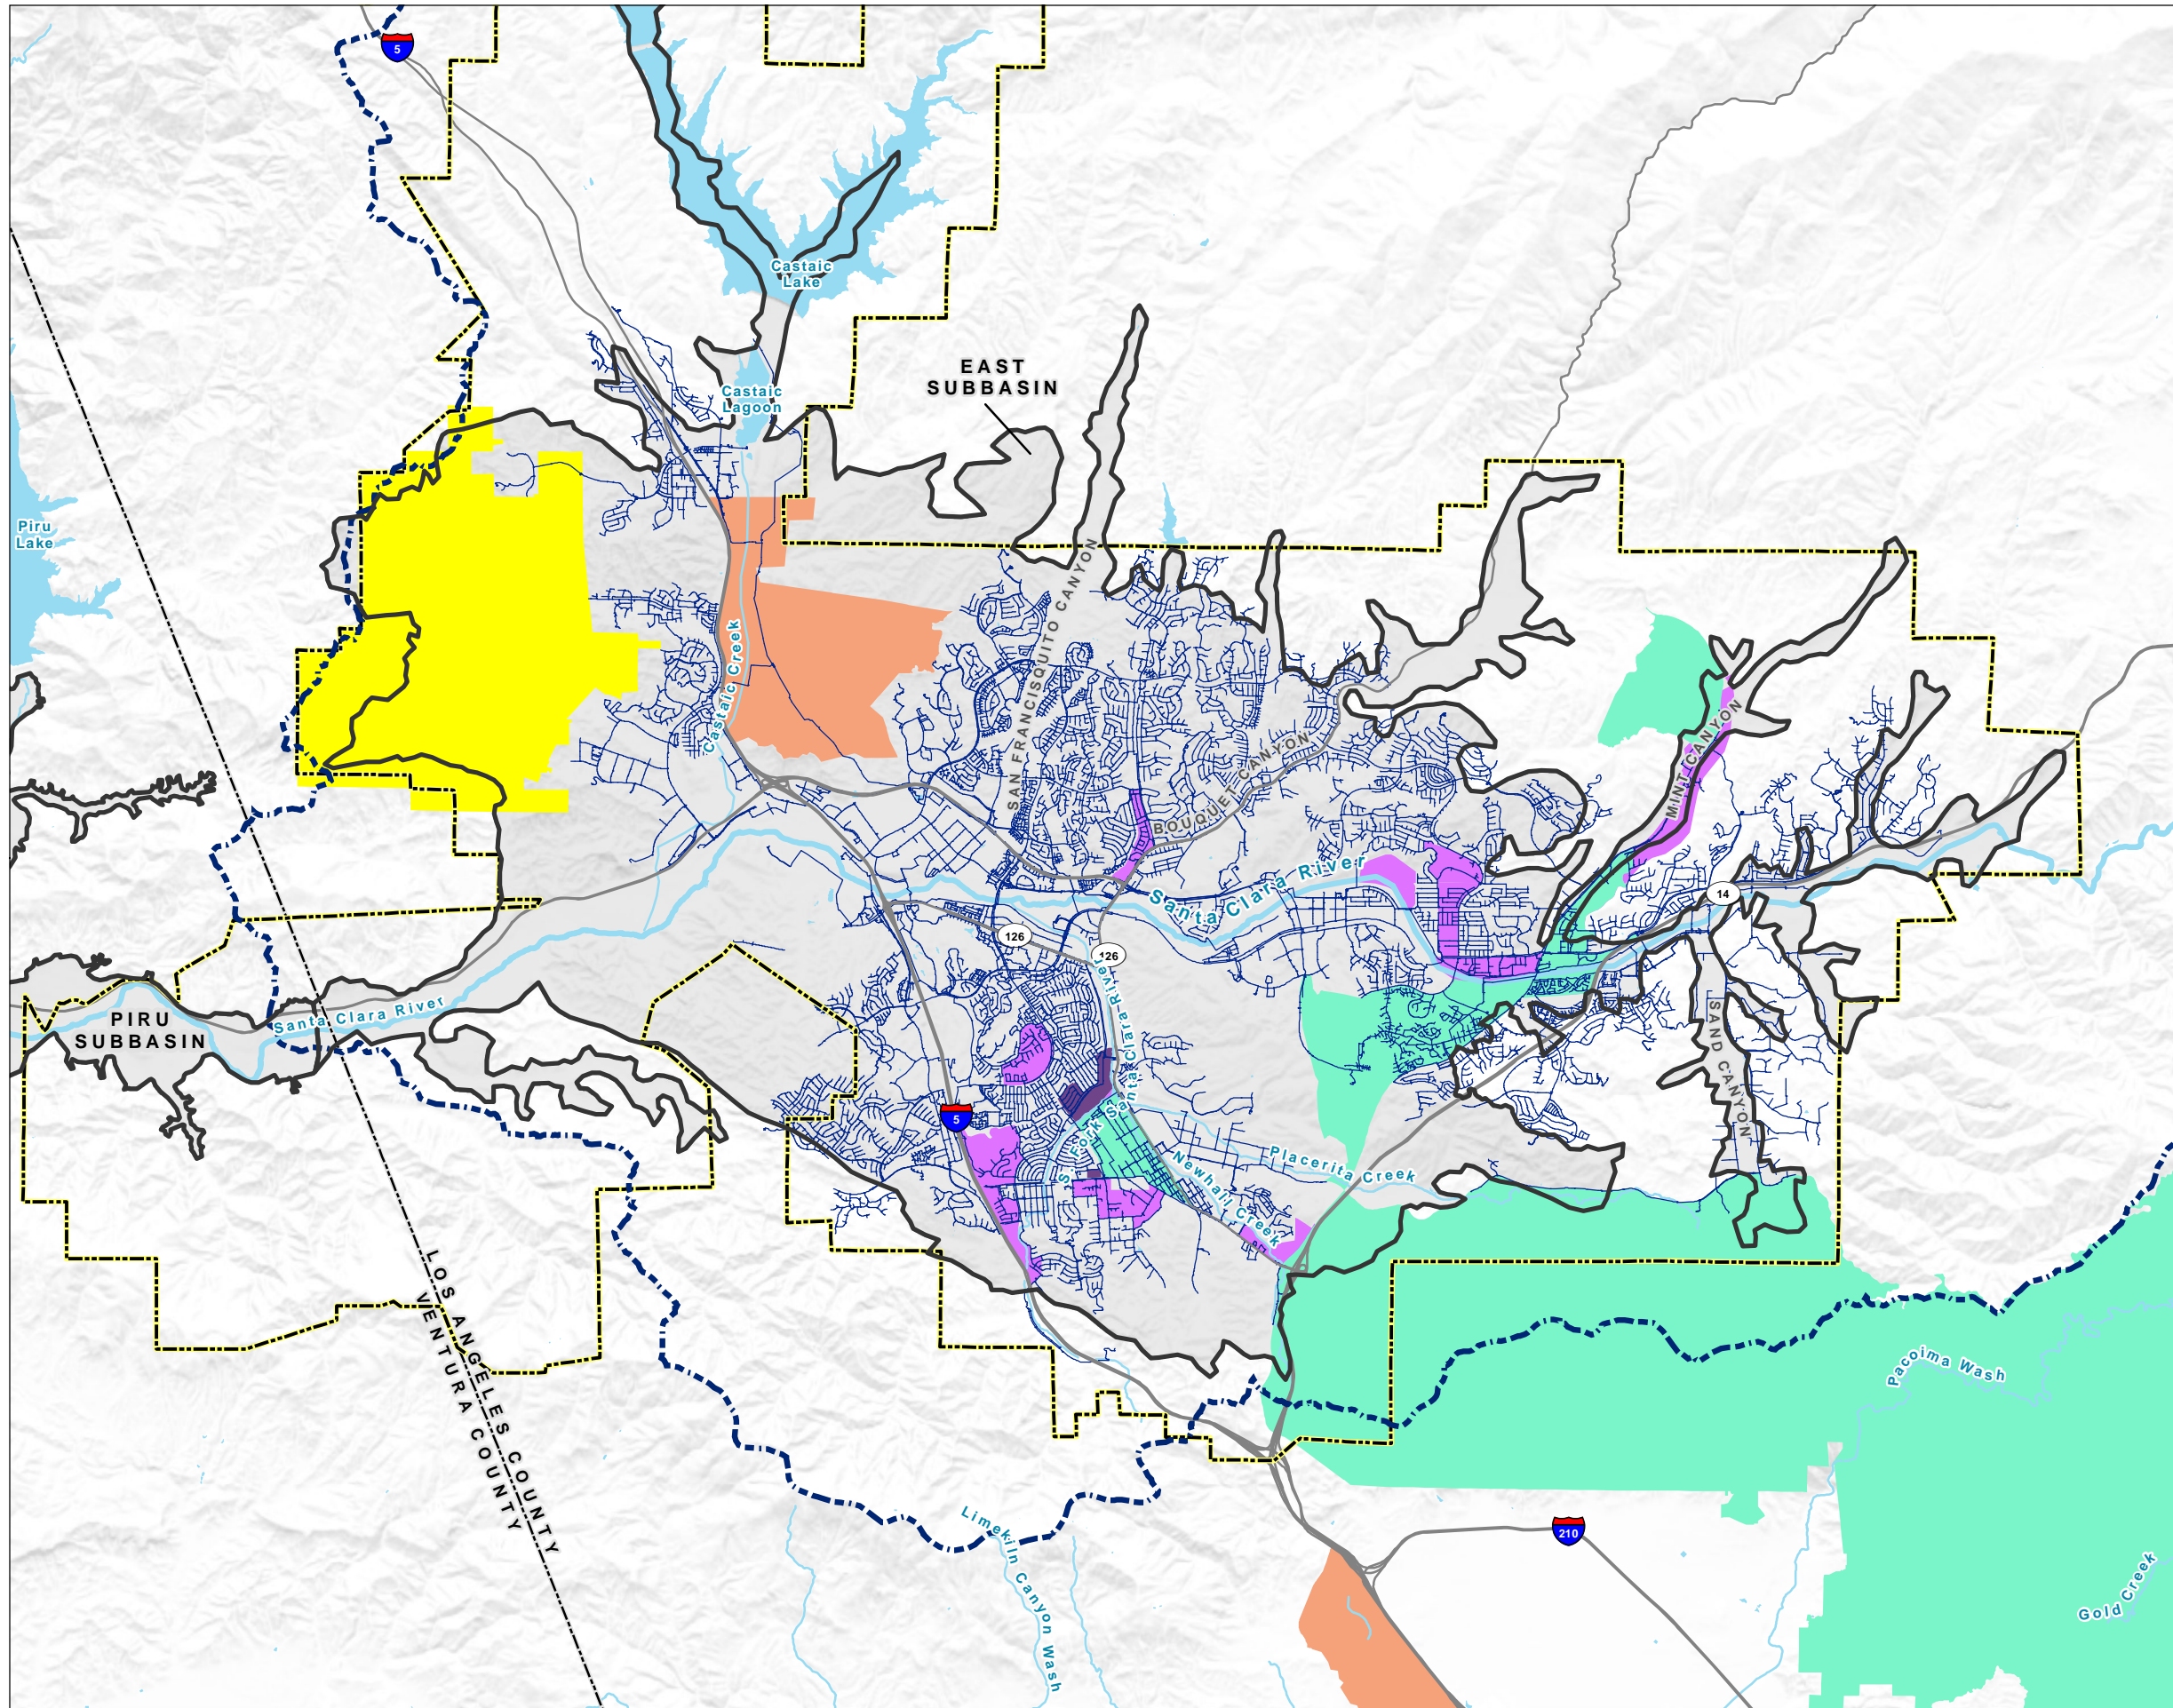 5
Castaic
Lake
EAST
SUBBASIN
Castaic
Lagoon
Piru
Lake
SAN FRANCISQUITO CANYON
Castaic Creek
MINT CANYON
BOUQUET CANYON
Santa Clara River
14
126
126
PIRU
SUBBASIN
Santa Clara River
S. Fork Santa Clara River
SAND CANYON
5
Placerita Creek
Newhall Creek
LOS ANGELES COUNTY
VENTURA COUNTY
Pacoima Wash
Limekiln Canyon Wash
210
Gold Creek